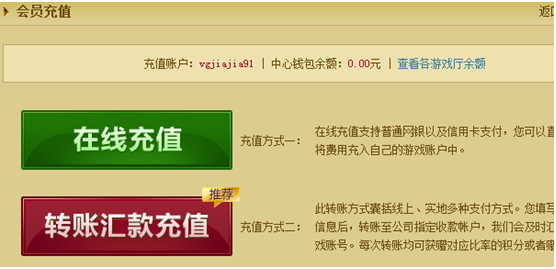 会员充值
返回
充值账户：vgjiajia91 | 中心钱包余额：0.00元 | 查看各游戏厅余额
在线充值
充值方式一：
在线充值支持普通网银以及信用卡支付，您可以直
将费用充入自己的游戏账户中。
推荐
转账汇款充值
充值方式二：
此转账方式囊括线上、实地多种支付方式。您填写
信息后，转账至公司指定收款帐户，我们会及时汇
戏账号。每次转账均可获赠对应比率的积分或者赠